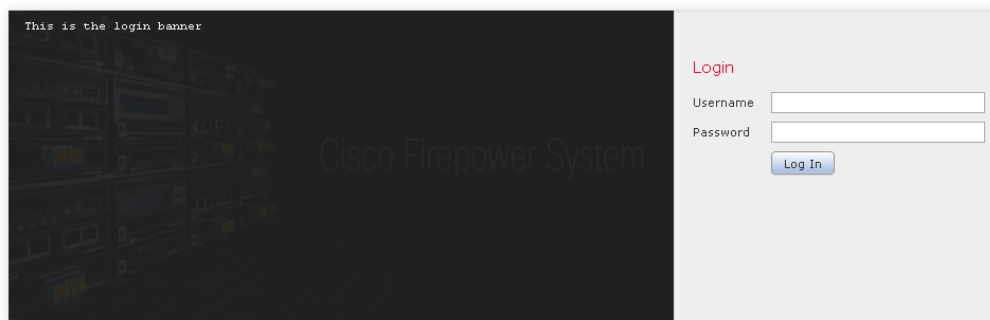 This is the login banner
Cisco Firepower System
Login
Username
Password
Log In